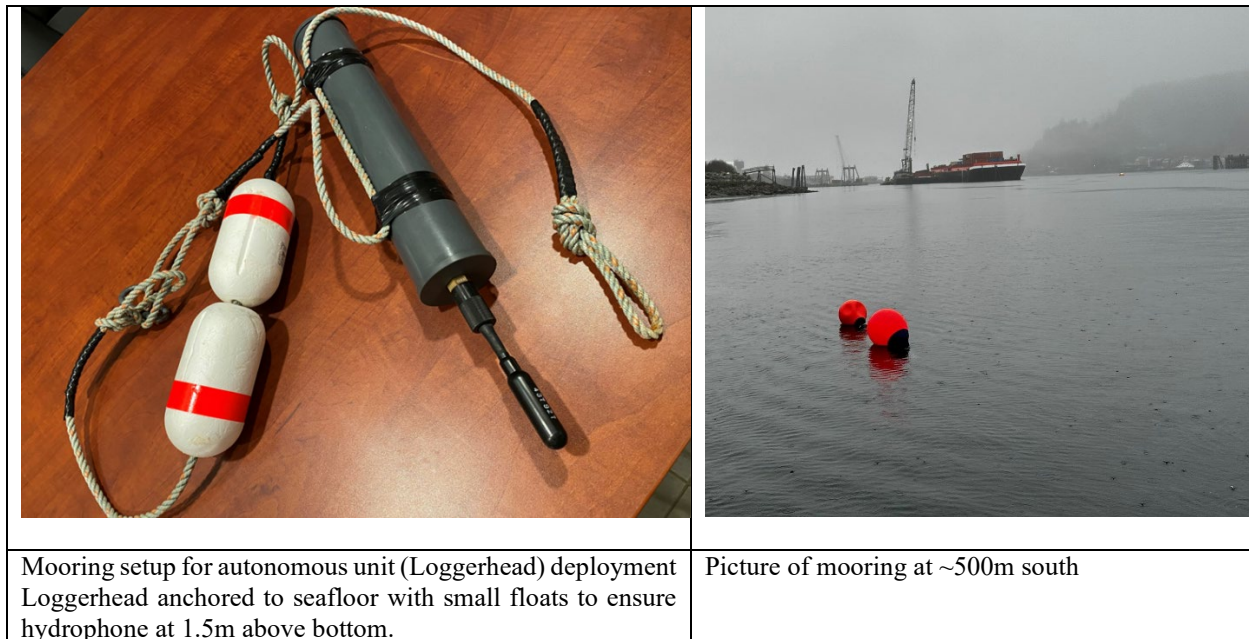 Mooring setup for autonomous unit (Loggerhead) deployment
Loggerhead anchored to seafloor with small floats to ensure
hydrophone at 1.5m above bottom.
Picture of mooring at ~500m south